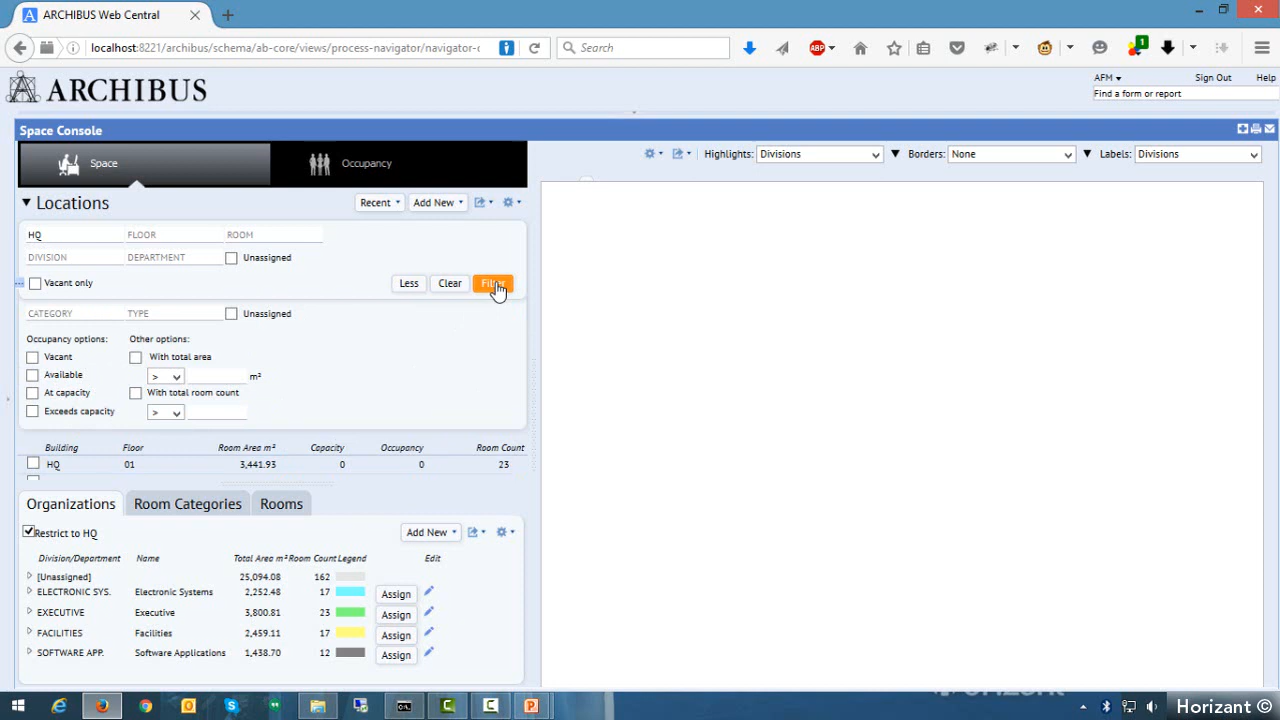 ARCHIBUS Web Central
localhost:8221/archibus/schema/ab-core/views/process-navigator/navigator-
Search
ABP
1
ARCHIBUS
AFM
Sign Out
Help
Find a form or report
Space Console
Space
Occupancy
Highlights:
Divisions
Borders:
None
Labels:
Divisions
Locations
Recent
Add New
HQ
FLOOR
ROOM
DIVISION
DEPARTMENT
Unassigned
Vacant only
Less
Clear
Filter
CATEGORY
TYPE
Unassigned
Occupancy options:
Other options:
Vacant
With total area
Available
>
m²
At capacity
With total room count
Exceeds capacity
>
Building Floor Room Area m² Capacity Occupancy Room Count
HQ 01 3,441.93 0 0 23
Organizations
Room Categories
Rooms
Restrict to HQ
Add New
Division/Department Name Total Area m² Room Count Legend Edit
[Unassigned] 25,094.08 162
ELECTRONIC SYS. Electronic Systems 2,252.48 17 Assign
EXECUTIVE Executive 3,800.81 23 Assign
FACILITIES Facilities 2,459.11 17 Assign
SOFTWARE APP. Software Applications 1,438.70 12 Assign
Horizant ©